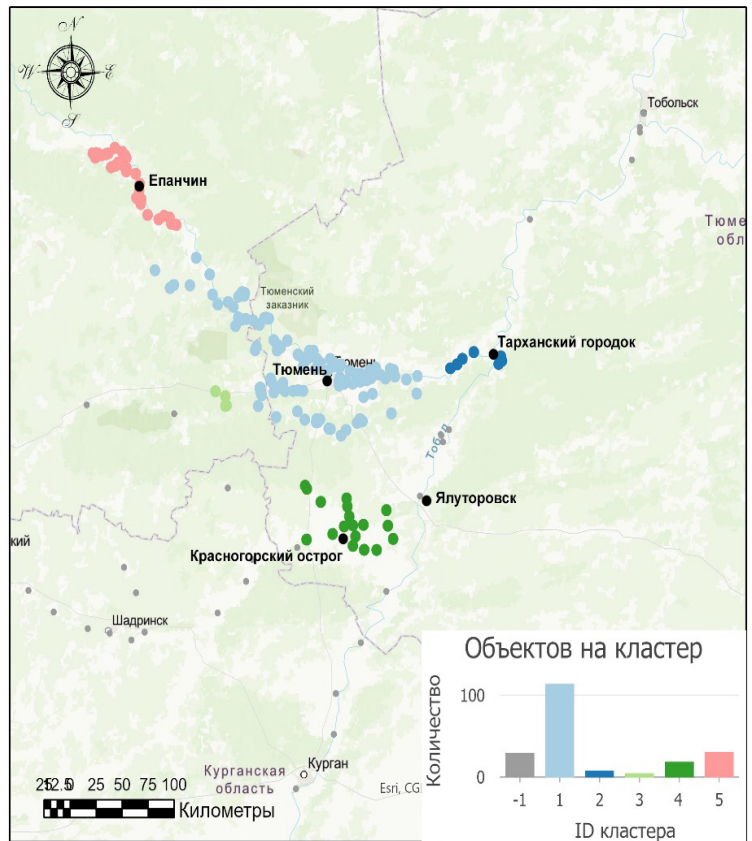 N
W
E
S
Тобольск
Епанчин
Тюме
обл
Тюменский
заказник
Тарханский городок
Тюмень
Тюмень
Тобол
Ялуторовск
Красногорский острог
кий
Шадринск
Объектов на кластер
Количество
100
0
-1 1 2 3 4 5
ID кластера
Курганская
область
Курган
Esri, CG
25 12.5 0 25 50 75 100
Километры